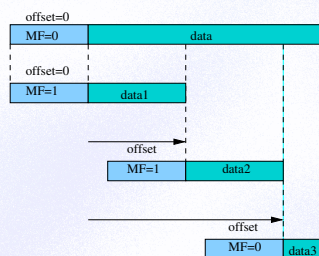 offset=0
MF=0 data
offset=0
MF=1 data1
offset
MF=1 data2
offset
MF=0 data3